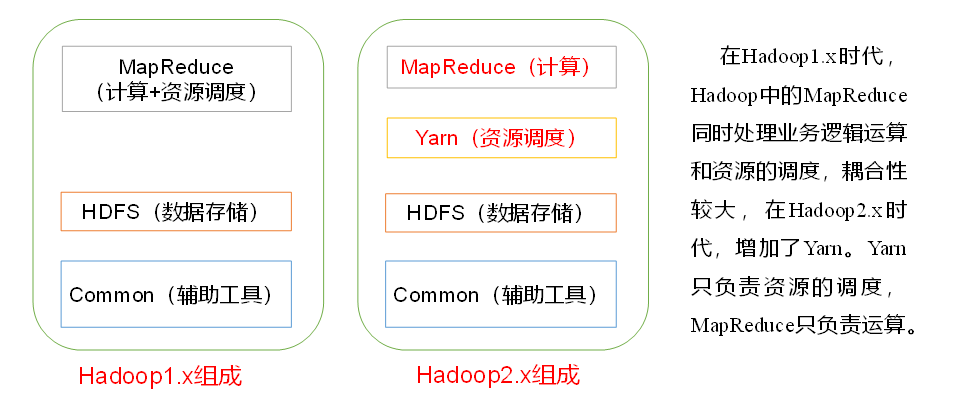 MapReduce
（计算+资源调度）
HDFS（数据存储）
Common（辅助工具）
Hadoop1.x组成
MapReduce（计算）
Yarn（资源调度）
HDFS（数据存储）
Common（辅助工具）
Hadoop2.x组成
在Hadoop1.x时代，
Hadoop中的MapReduce
同时处理业务逻辑运算
和资源的调度，耦合性
较大，在Hadoop2.x时
代，增加了Yarn。Yarn
只负责资源的调度，
MapReduce只负责运算。